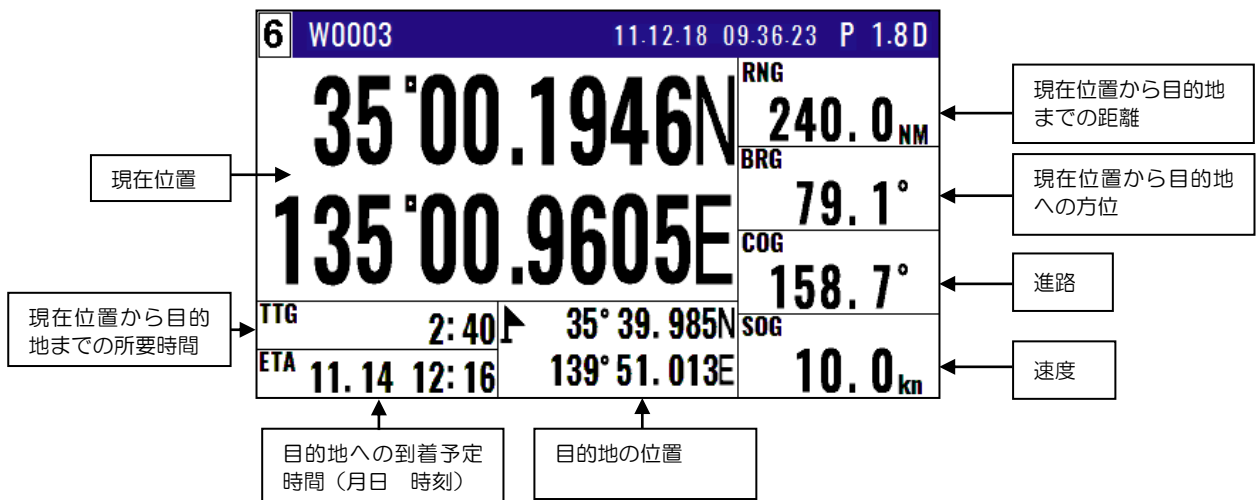 6 W0003 11-12-18 09-36-23 P 1.8D
35°00.1946N
135°00.9605E
RNG
240.0NM
BRG
79.1°
COG
158.7°
SOG
10.0kn
TTG
2:40
ETA
11.14 12:16
35°39.985N
139°51.013E
現在位置
現在位置から目的
地までの所要時間
目的地への到着予定
時間（月日　時刻）
目的地の位置
現在位置から目的地
までの距離
現在位置から目的地
への方位
進路
速度